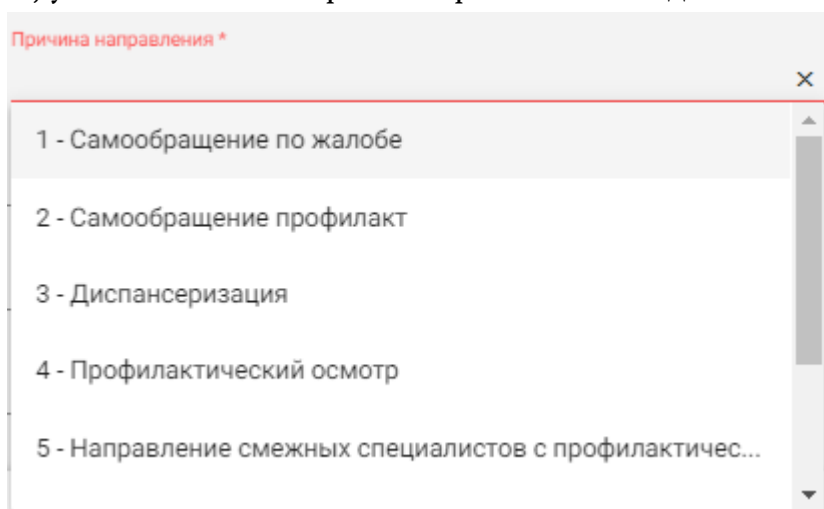 Причина направления *
1 - Самообращение по жалобе
2 - Самообращение профилакт
3 - Диспансеризация
4 - Профилактический осмотр
5 - Направление смежных специалистов с профилактичес...